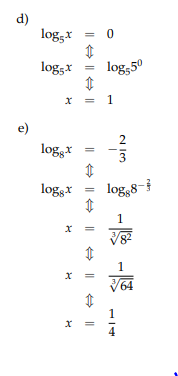 d)
log₅x = 0
⇕
log₅x = log₅5⁰
⇕
x = 1
e)
log₈x = −2/3
⇕
log₈x = log₈8^(−2/3)
⇕
x = 1/∛(8²)
⇕
x = 1/∛64
⇕
x = 1/4